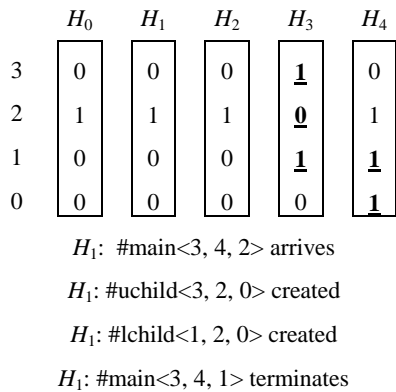 H₀ H₁ H₂ H₃ H₄
3 0 0 0 1 0
2 1 1 1 0 1
1 0 0 0 1 1
0 0 0 0 0 1
H₁: #main<3, 4, 2> arrives
H₁: #uchild<3, 2, 0> created
H₁: #lchild<1, 2, 0> created
H₁: #main<3, 4, 1> terminates